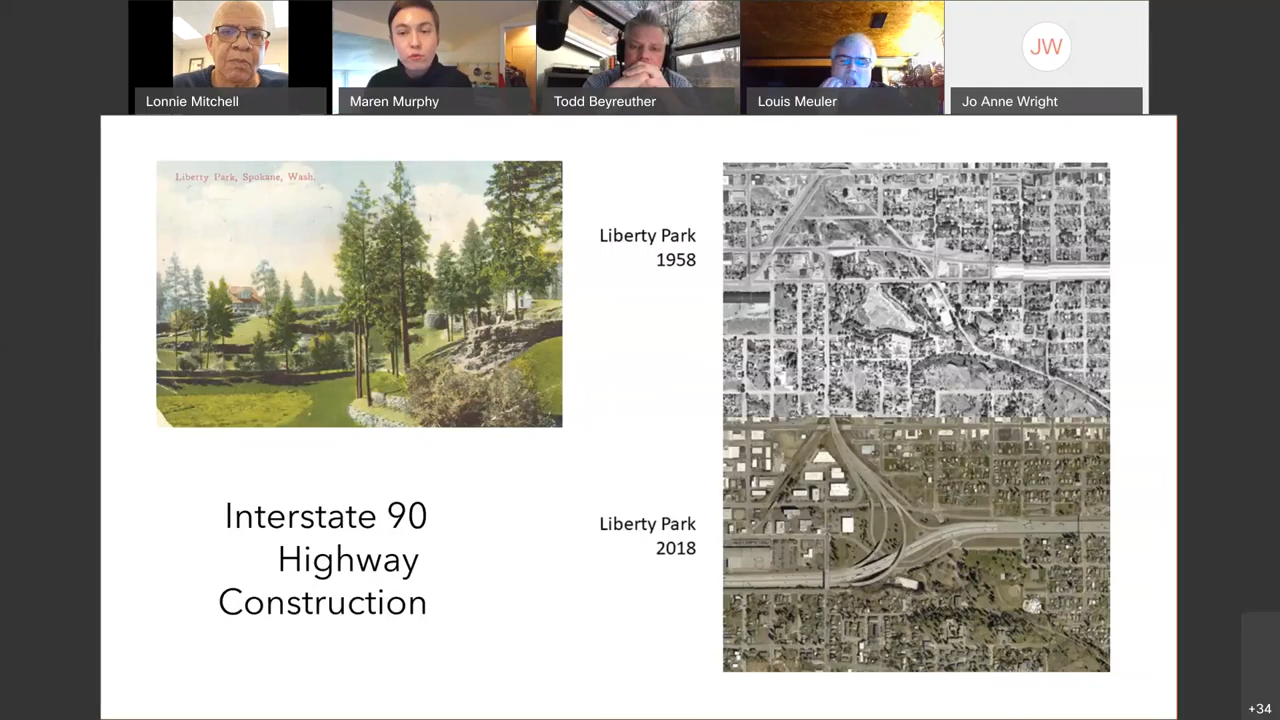 Lonnie Mitchell
Maren Murphy
Todd Beyreuther
Louis Meuler
JW
Jo Anne Wright
Liberty Park, Spokane, Wash.
Liberty Park
1958
Interstate 90
Highway
Construction
Liberty Park
2018
+34